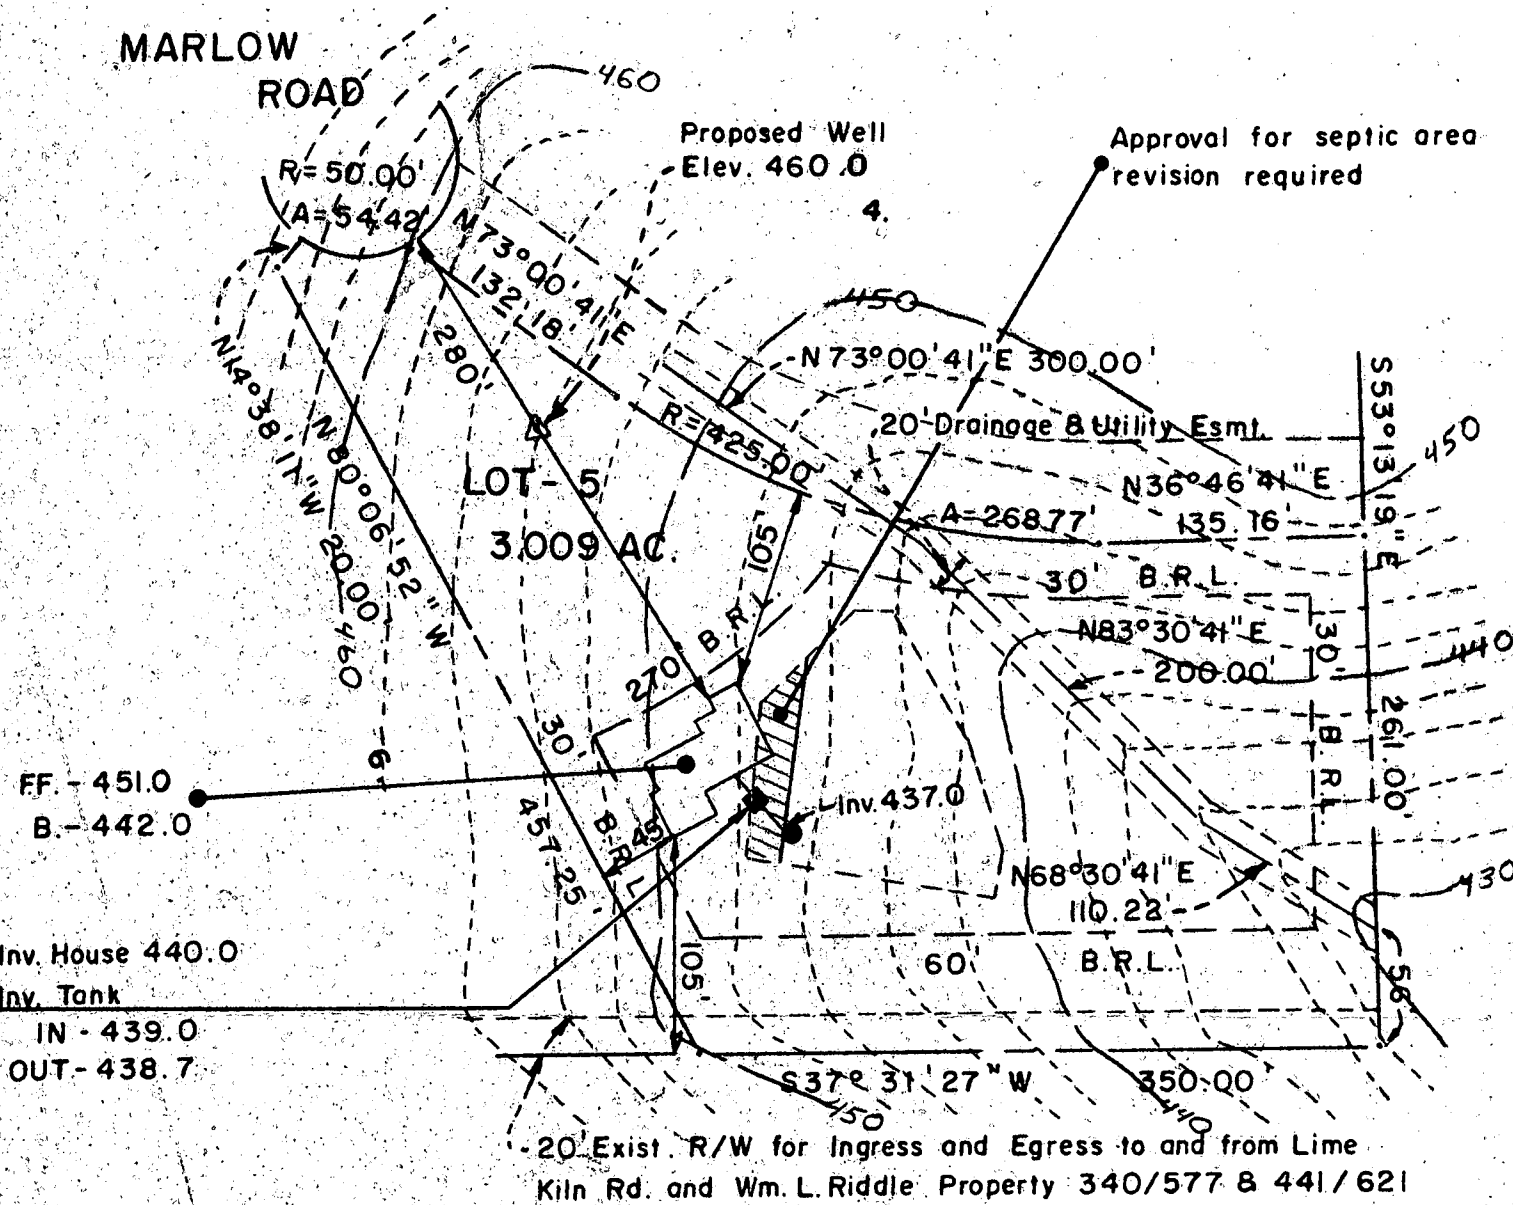 MARLOW
ROAD
460
Proposed Well
Elev. 460.0
Approval for septic area
revision required
R=50.00'
A=54.42'
4.
N73°00'41"E
132.18'
450
N73°00'41"E 300.00'
280'
S53°13'19"E
261.00'
N14°38'11"W 20.00'
N80°06'52"W
457.25'
R=425.00'
20' Drainage & Utility Esmt.
450
N36°46'41"E
135.16'
A=268.77'
LOT-5
3.009 AC.
105'
30' B.R.L.
N83°30'41"E
200.00'
30' B.R.L.
440
460
270
B.R.L.
30'
B.R.L.
6
FF.-451.0
B.-442.0
45'
Inv. 437.0
N68°30'41"E
110.22'
430
Inv. House 440.0
Inv. Tank
IN - 439.0
OUT - 438.7
105'
60'
B.R.L.
56'
S37°31'27"W
350.00'
450
440
20' Exist. R/W for Ingress and Egress to and from Lime
Kiln Rd. and Wm. L. Riddle Property 340/577 & 441/621